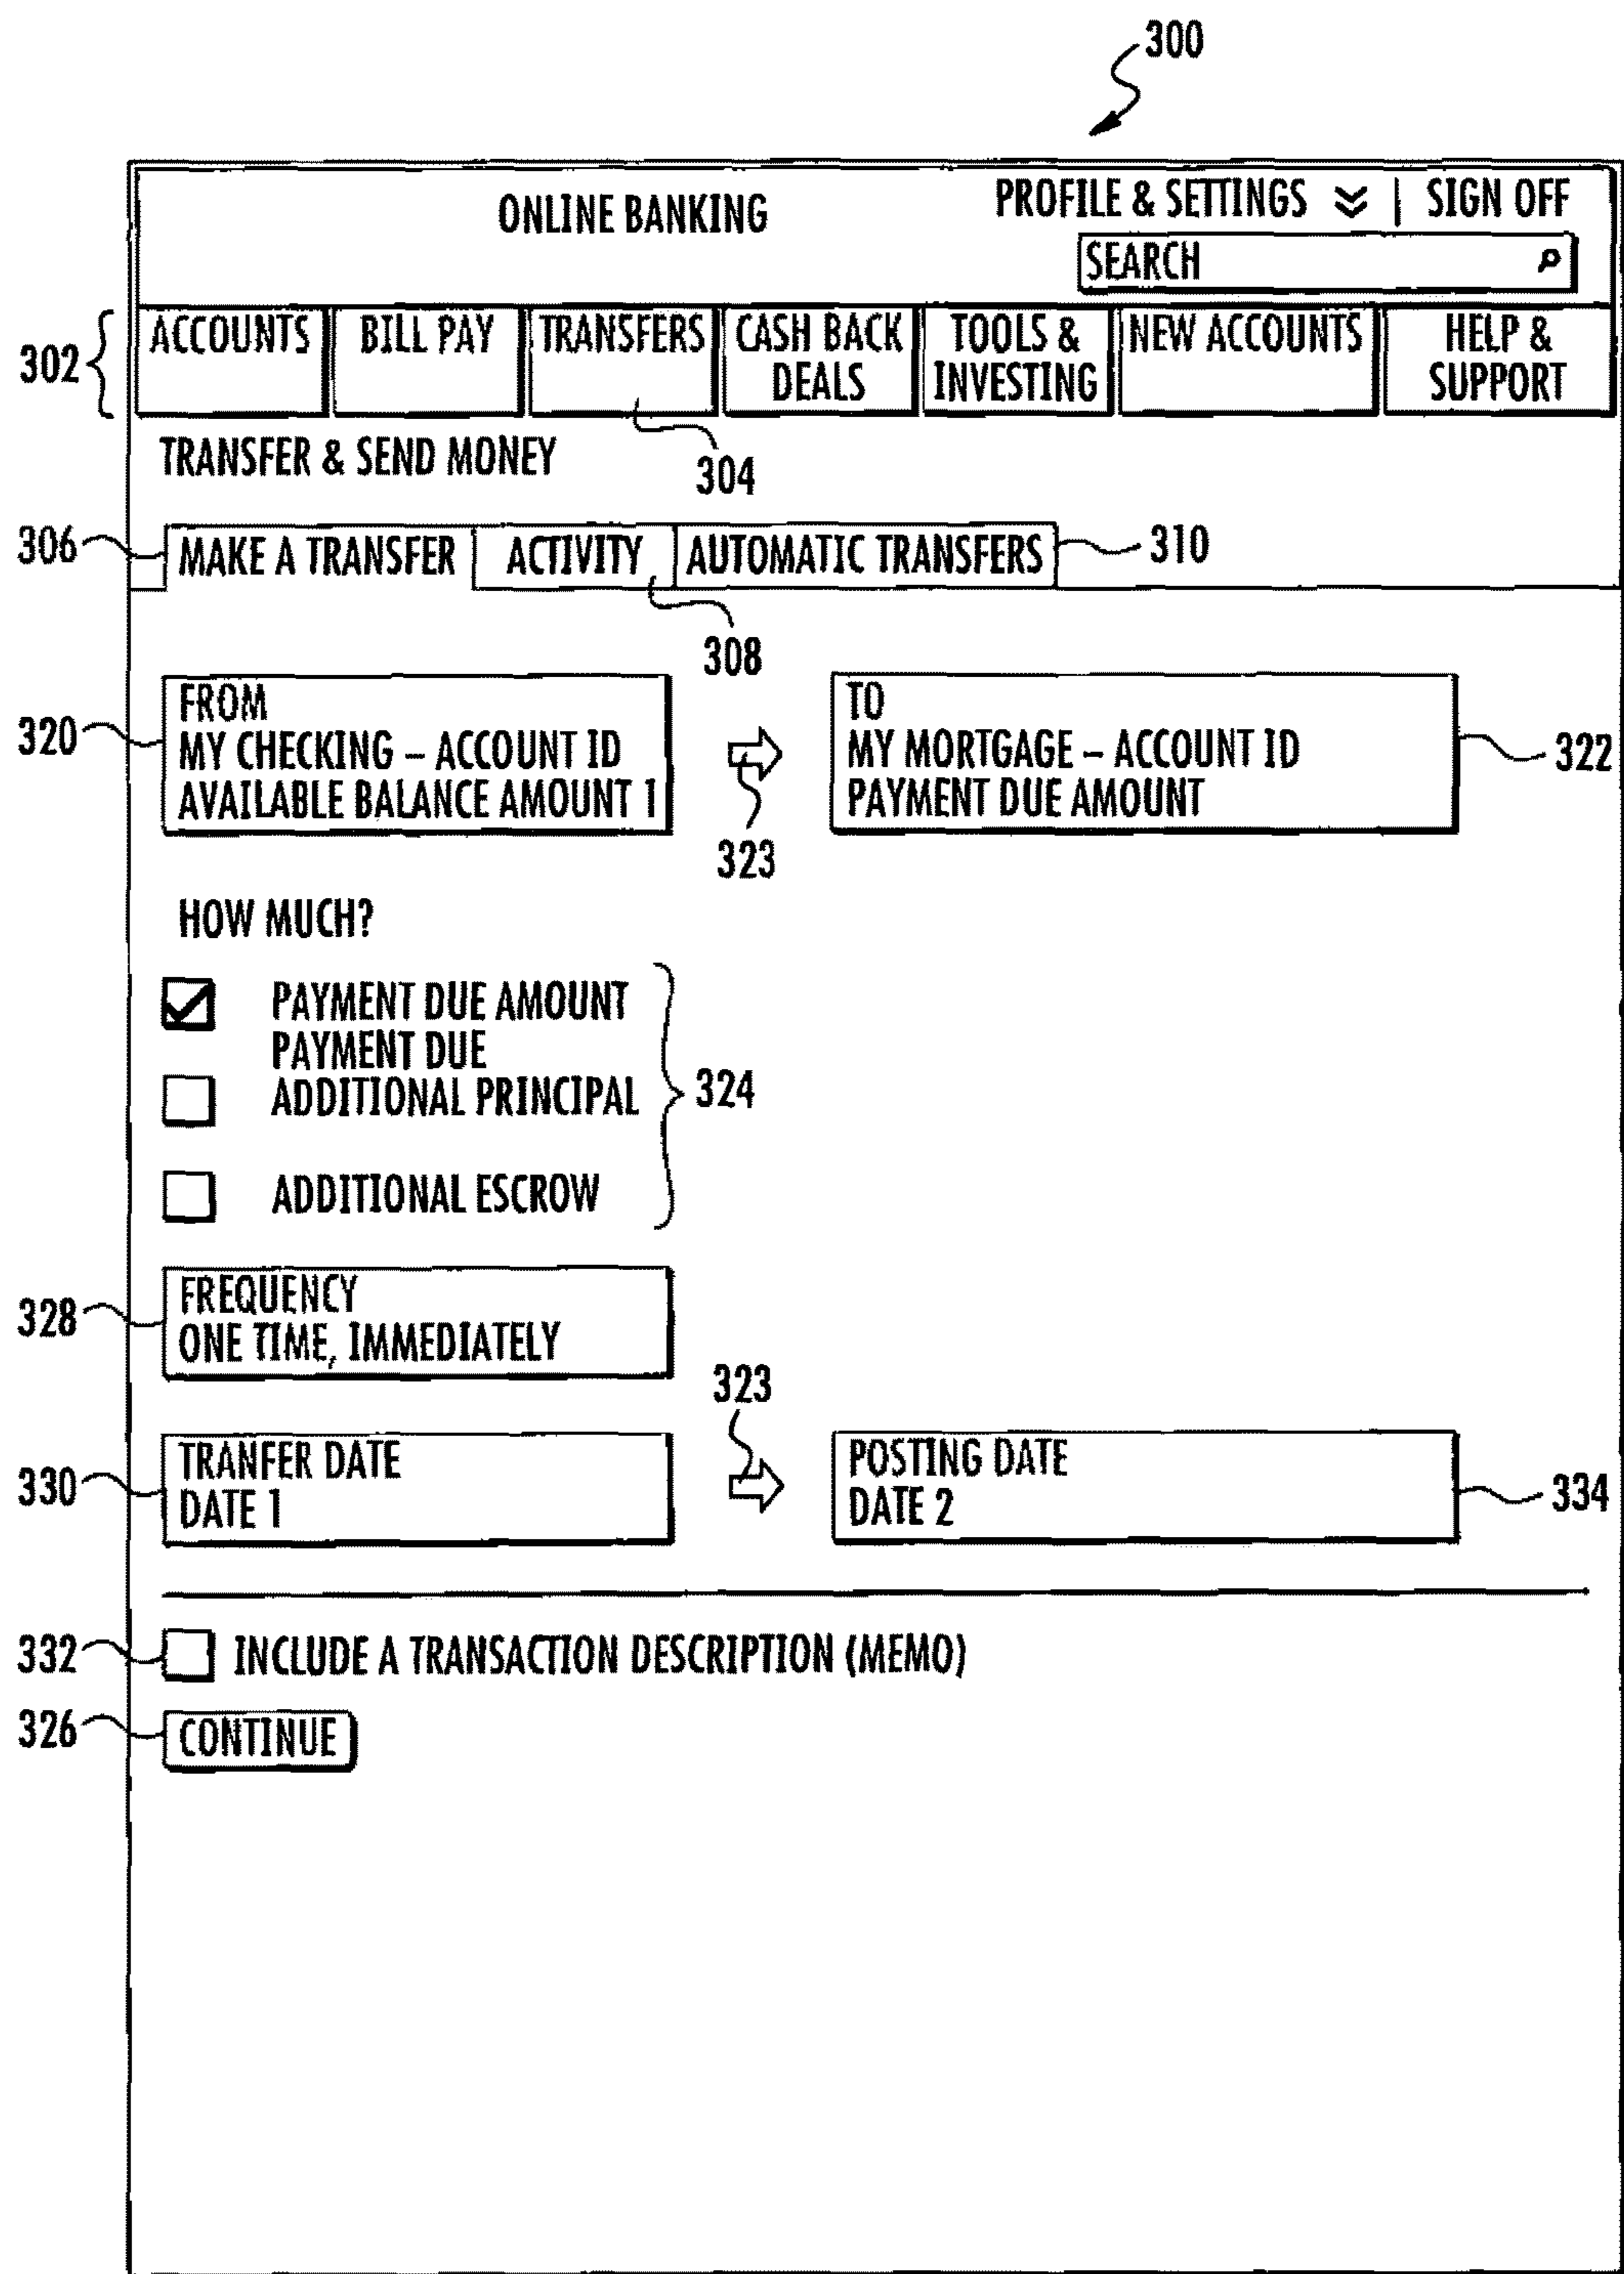 300
ONLINE BANKING
PROFILE & SETTINGS | SIGN OFF
SEARCH
302
ACCOUNTS
BILL PAY
TRANSFERS
CASH BACK
DEALS
TOOLS &
INVESTING
NEW ACCOUNTS
HELP &
SUPPORT
304
TRANSFER & SEND MONEY
306
MAKE A TRANSFER
ACTIVITY
AUTOMATIC TRANSFERS
310
308
320
FROM
MY CHECKING – ACCOUNT ID
AVAILABLE BALANCE AMOUNT 1
323
TO
MY MORTGAGE – ACCOUNT ID
PAYMENT DUE AMOUNT
322
HOW MUCH?
PAYMENT DUE AMOUNT
PAYMENT DUE
ADDITIONAL PRINCIPAL
ADDITIONAL ESCROW
324
328
FREQUENCY
ONE TIME, IMMEDIATELY
323
330
TRANFER DATE
DATE 1
POSTING DATE
DATE 2
334
332
INCLUDE A TRANSACTION DESCRIPTION (MEMO)
326
CONTINUE